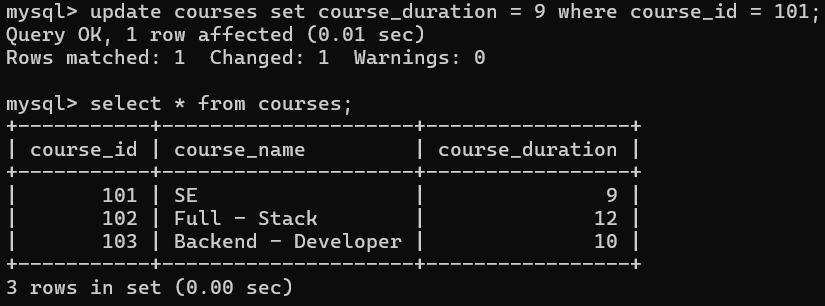 mysql> update courses set course_duration = 9 where course_id = 101;
Query OK, 1 row affected (0.01 sec)
Rows matched: 1  Changed: 1  Warnings: 0

mysql> select * from courses;
+-----------+---------------------+-----------------+
| course_id | course_name         | course_duration |
+-----------+---------------------+-----------------+
|       101 | SE                  |               9 |
|       102 | Full - Stack        |              12 |
|       103 | Backend - Developer |              10 |
+-----------+---------------------+-----------------+
3 rows in set (0.00 sec)